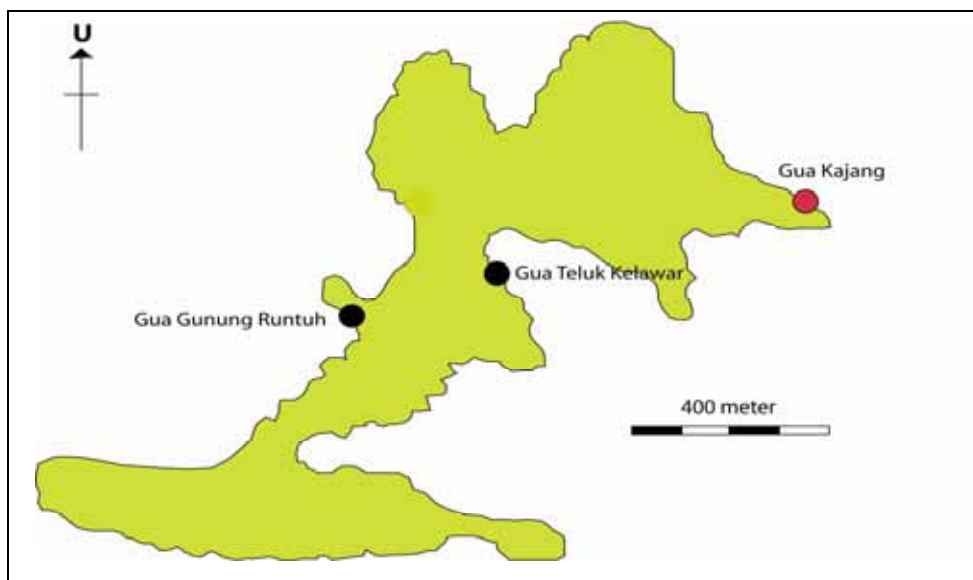 U
Gua Kajang
Gua Teluk Kelawar
Gua Gunung Runtuh
400 meter